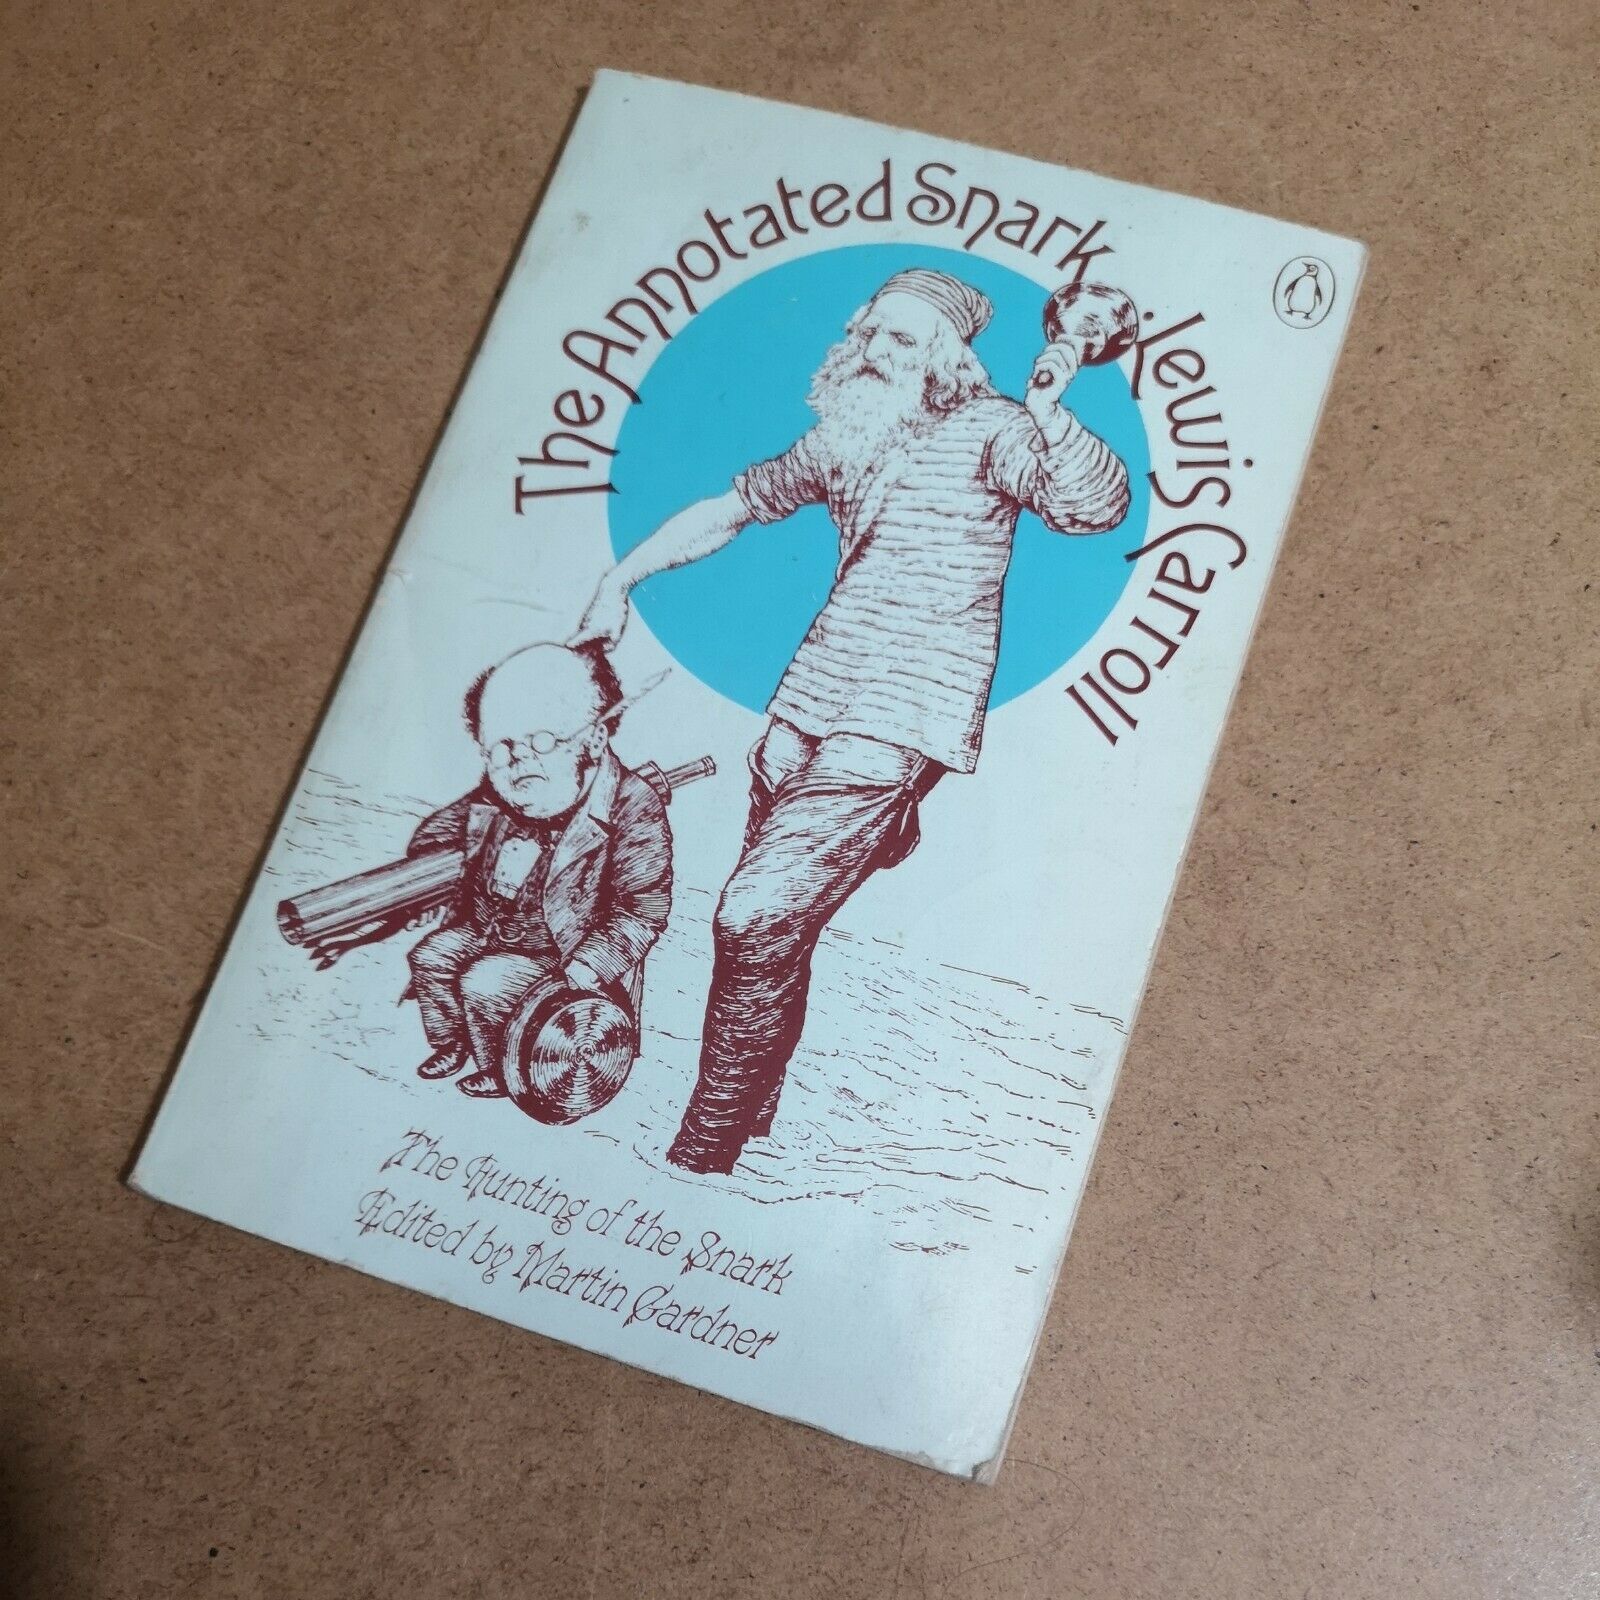 The Annotated Snark
Lewis Carroll
The Hunting of the Snark
Edited by Martin Gardner